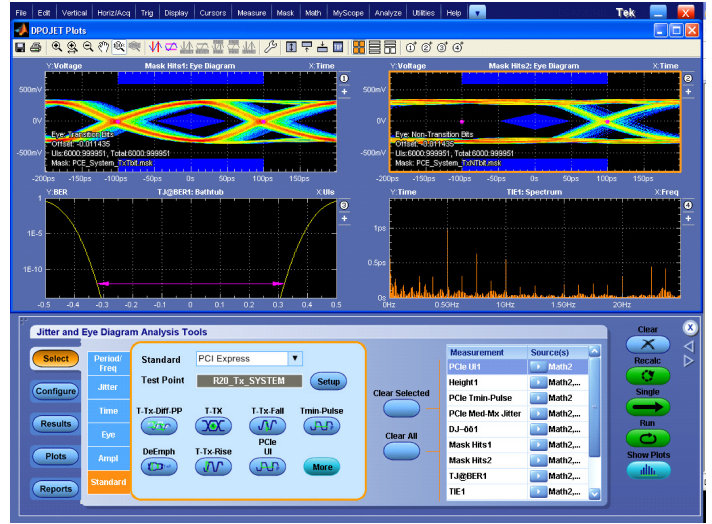 File Edit Vertical Horiz/Acq Trig Display Cursors Measure Mask Math MyScope Analyze Utilities Help Tek
DPOJET Plots
Y:Voltage Mask Hits1: Eye Diagram X:Time
500mV
0V
-500mV
Eye: Transition Bits
Offset: -0.011435
UIs:6000:999951, Total:6000:999951
Mask: PCE_System_TxTbit.msk
-200ps -150ps -100ps -50ps 0s 50ps 100ps 150ps
1
Y:Voltage Mask Hits2: Eye Diagram X:Time
500mV
0V
-500mV
Eye: Non-Transition Bits
Offset: -0.011435
UIs:6000:999951, Total:6000:999951
Mask: PCE_System_TxNTbit.msk
-200ps -150ps -100ps -50ps 0s 50ps 100ps 150ps
2
Y:BER TJ@BER1: Bathtub X:UIs
1
1E-5
1E-10
-0.5 -0.4 -0.3 -0.2 -0.1 0 0.1 0.2 0.3 0.4 0.5
3
Y:Time TIE1: Spectrum X:Freq
1ps
0.5ps
0s
0Hz 0.50Hz 10Hz 1.50Hz 20Hz
4
Jitter and Eye Diagram Analysis Tools
Select
Configure
Results
Plots
Reports
Period/
Freq
Jitter
Time
Eye
Ampl
Standard
Standard PCI Express
Test Point R20_Tx_SYSTEM Setup
T-Tx-Diff-PP T-TX T-Tx-Fall Tmin-Pulse
DeEmph T-Tx-Rise PCIe
UI
More
Clear Selected
Clear All
Measurement Source(s)
PCIe UI1 Math2
Height1 Math2,...
PCIe Tmin-Pulse Math2
PCIe Med-Mx Jitter Math2,...
DJ–δδ1 Math2,...
Mask Hits1 Math2,...
Mask Hits2 Math2,...
TJ@BER1 Math2,...
TIE1 Math2,...
Clear
X
Recalc
Single
Run
Show Plots